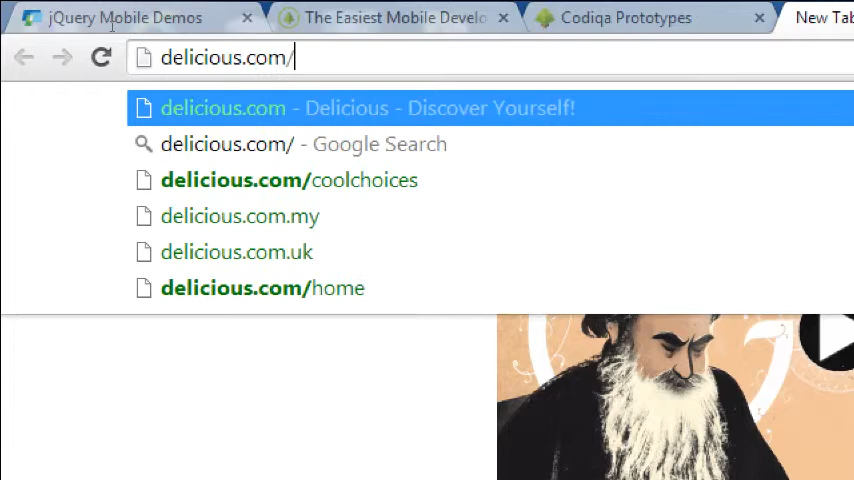 jQuery Mobile Demos
The Easiest Mobile Develo
Codiqa Prototypes
New Tab
delicious.com/
delicious.com - Delicious - Discover Yourself!
delicious.com/ - Google Search
delicious.com/coolchoices
delicious.com.my
delicious.com.uk
delicious.com/home